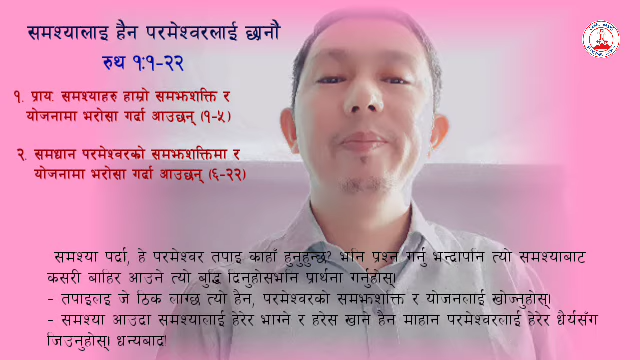 समश्यालाइ हैन परमेश्वरलाई छानौ
रुथ १:१-२२
१. प्राय: समश्याहरु हाम्रो समझशक्ति र
योजनामा भरोसा गर्दा आउछन् (१-५)
२. समद्यान परमेश्वरको समझशक्तिमा र
योजनामा भरोसा गर्दा आउछन् (६-२२)
समश्या पर्दा, हे परमेश्वर तपाइ काहाँ हुनुहुन्छ? भनि प्रश्न गर्नु भन्दापनि त्यो समश्याबाट
कसरी बाहिर आउने त्यो बुद्धि दिनुहोसभनि प्रार्थना गर्नुहोस्।
- तपाइलइ जे ठिक लाग्छ त्यो हैन, परमेश्वरको समझशक्ति र योजनलाई खोज्नुहोस्।
- समश्या आउदा समश्यालाई हेरेर भाग्ने र हरेस खाने हैन माहान परमेश्वरलाई हेरेर धैर्यसँग
जिउनुहोस्। धन्यबाद!